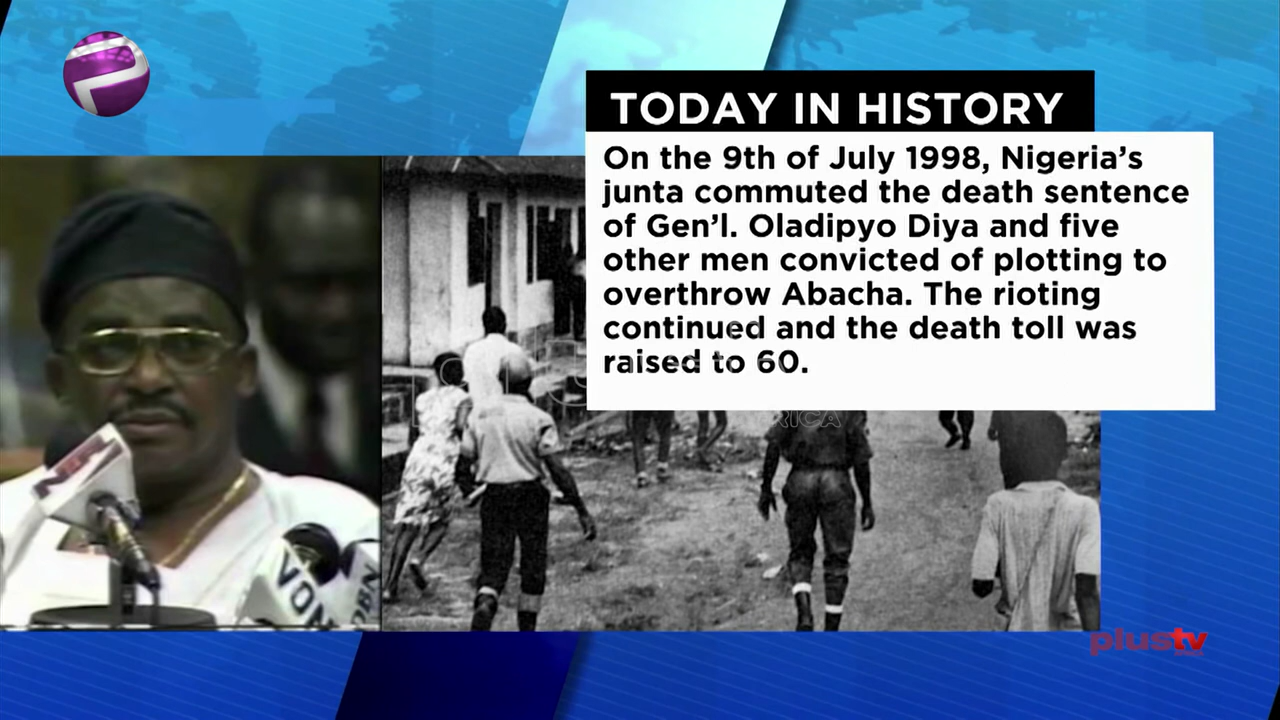 TODAY IN HISTORY
On the 9th of July 1998, Nigeria's
junta commuted the death sentence
of Gen'l. Oladipyo Diya and five
other men convicted of plotting to
overthrow Abacha. The rioting
continued and the death toll was
raised to 60.
RICA
VON
plustv